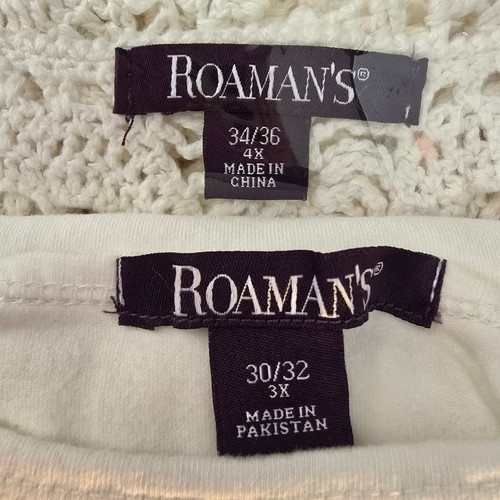 ROAMAN'S®
34/36
4X
MADE IN
CHINA
ROAMAN'S®
30/32
3X
MADE IN
PAKISTAN